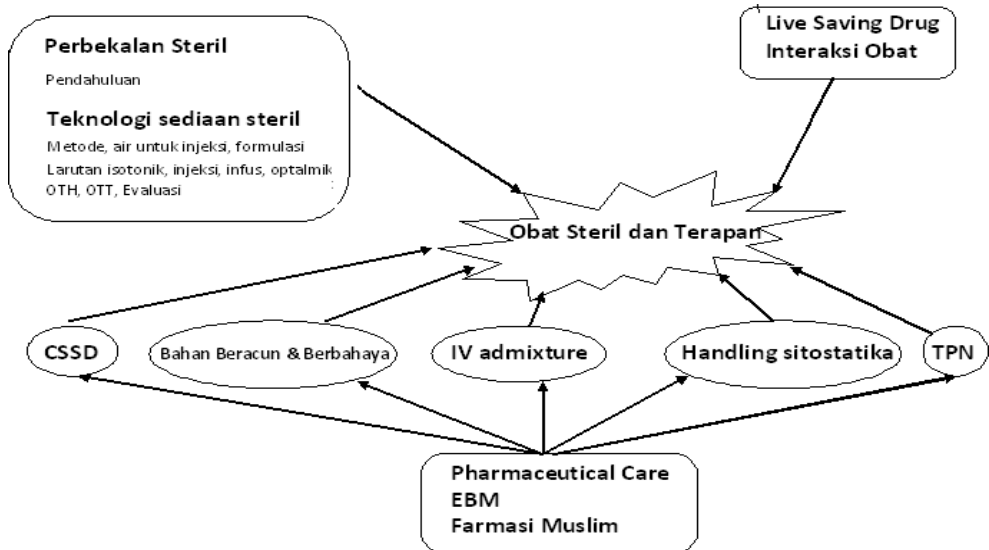 Perbekalan Steril
Pendahuluan
Teknologi sediaan steril
Metode, air untuk injeksi, formulasi
Larutan isotonik, injeksi, infus, optalmik
OTH, OTT, Evaluasi
Live Saving Drug
Interaksi Obat
Obat Steril dan Terapan
CSSD
Bahan Beracun & Berbahaya
IV admixture
Handling sitostatika
TPN
Pharmaceutical Care
EBM
Farmasi Muslim